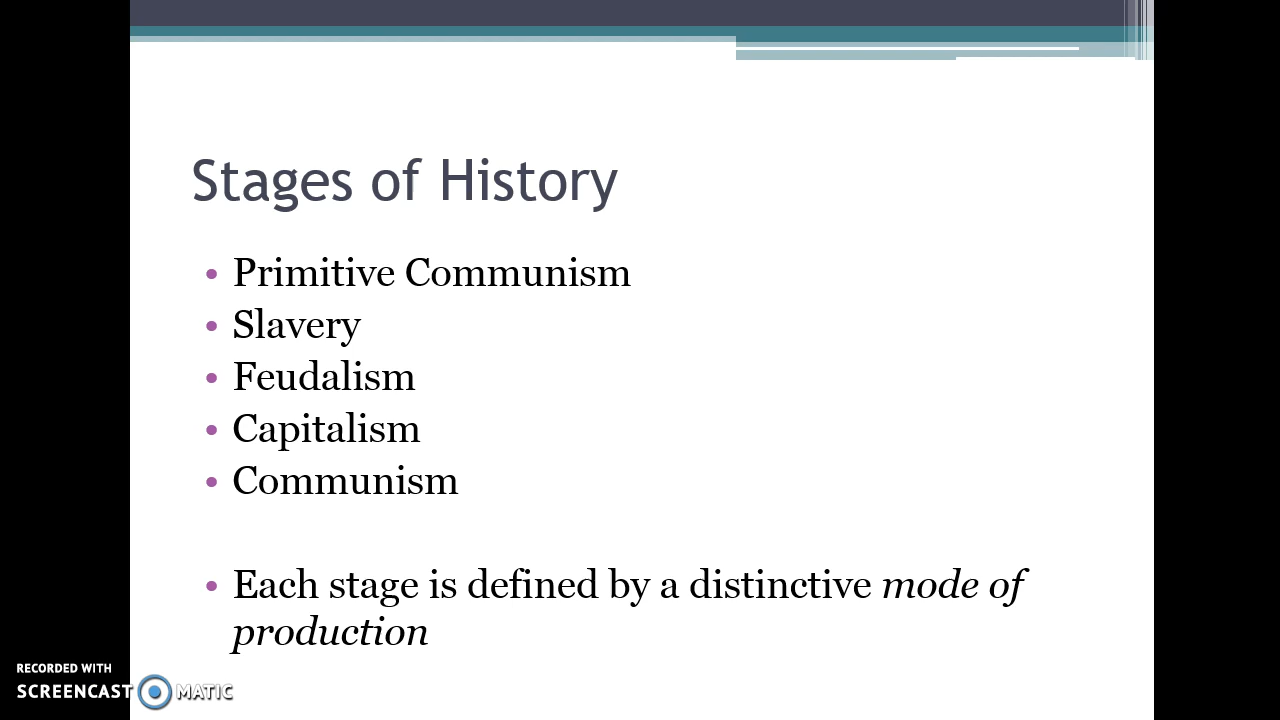 Stages of History
• Primitive Communism
• Slavery
• Feudalism
• Capitalism
• Communism
• Each stage is defined by a distinctive mode of
production
RECORDED WITH
SCREENCAST MATIC